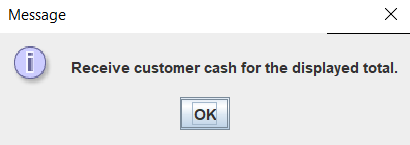 Message
Receive customer cash for the displayed total.
OK